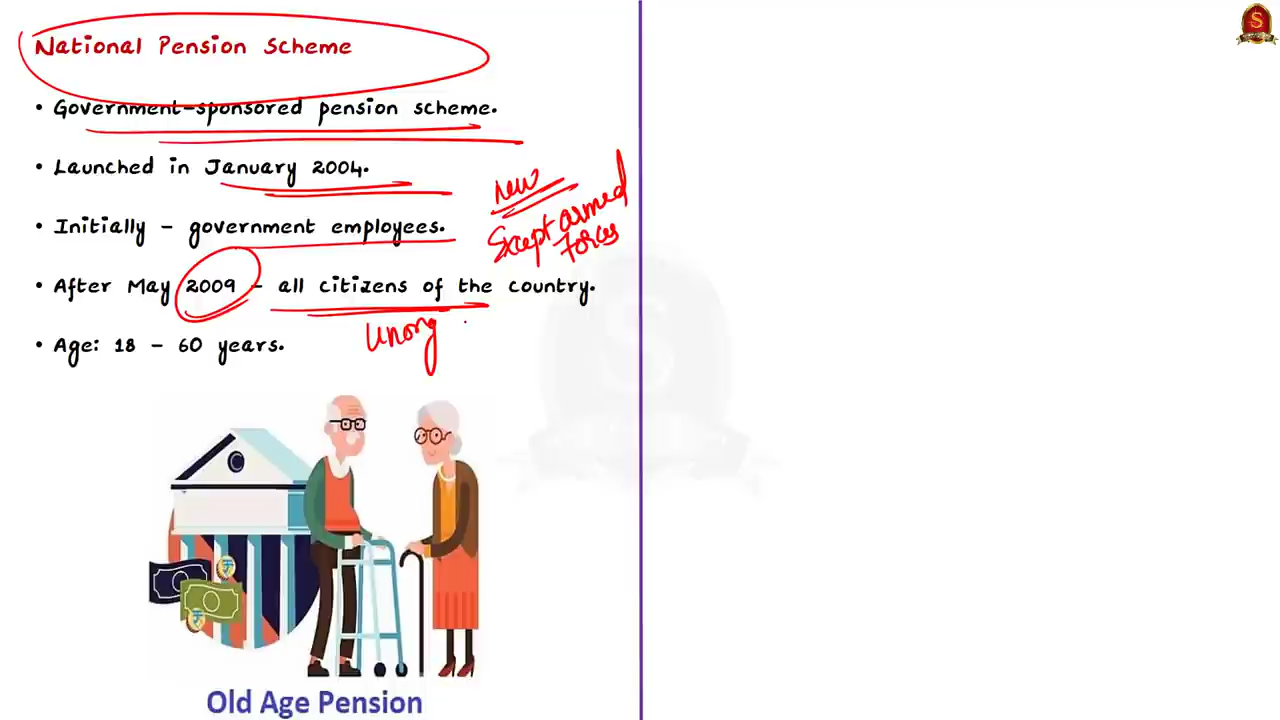 National Pension Scheme
• Government-sponsored pension scheme.
• Launched in January 2004.
new
Except armed
forces
• Initially - government employees.
• After May 2009 - all citizens of the country.
Unorg
• Age: 18 - 60 years.
Old Age Pension